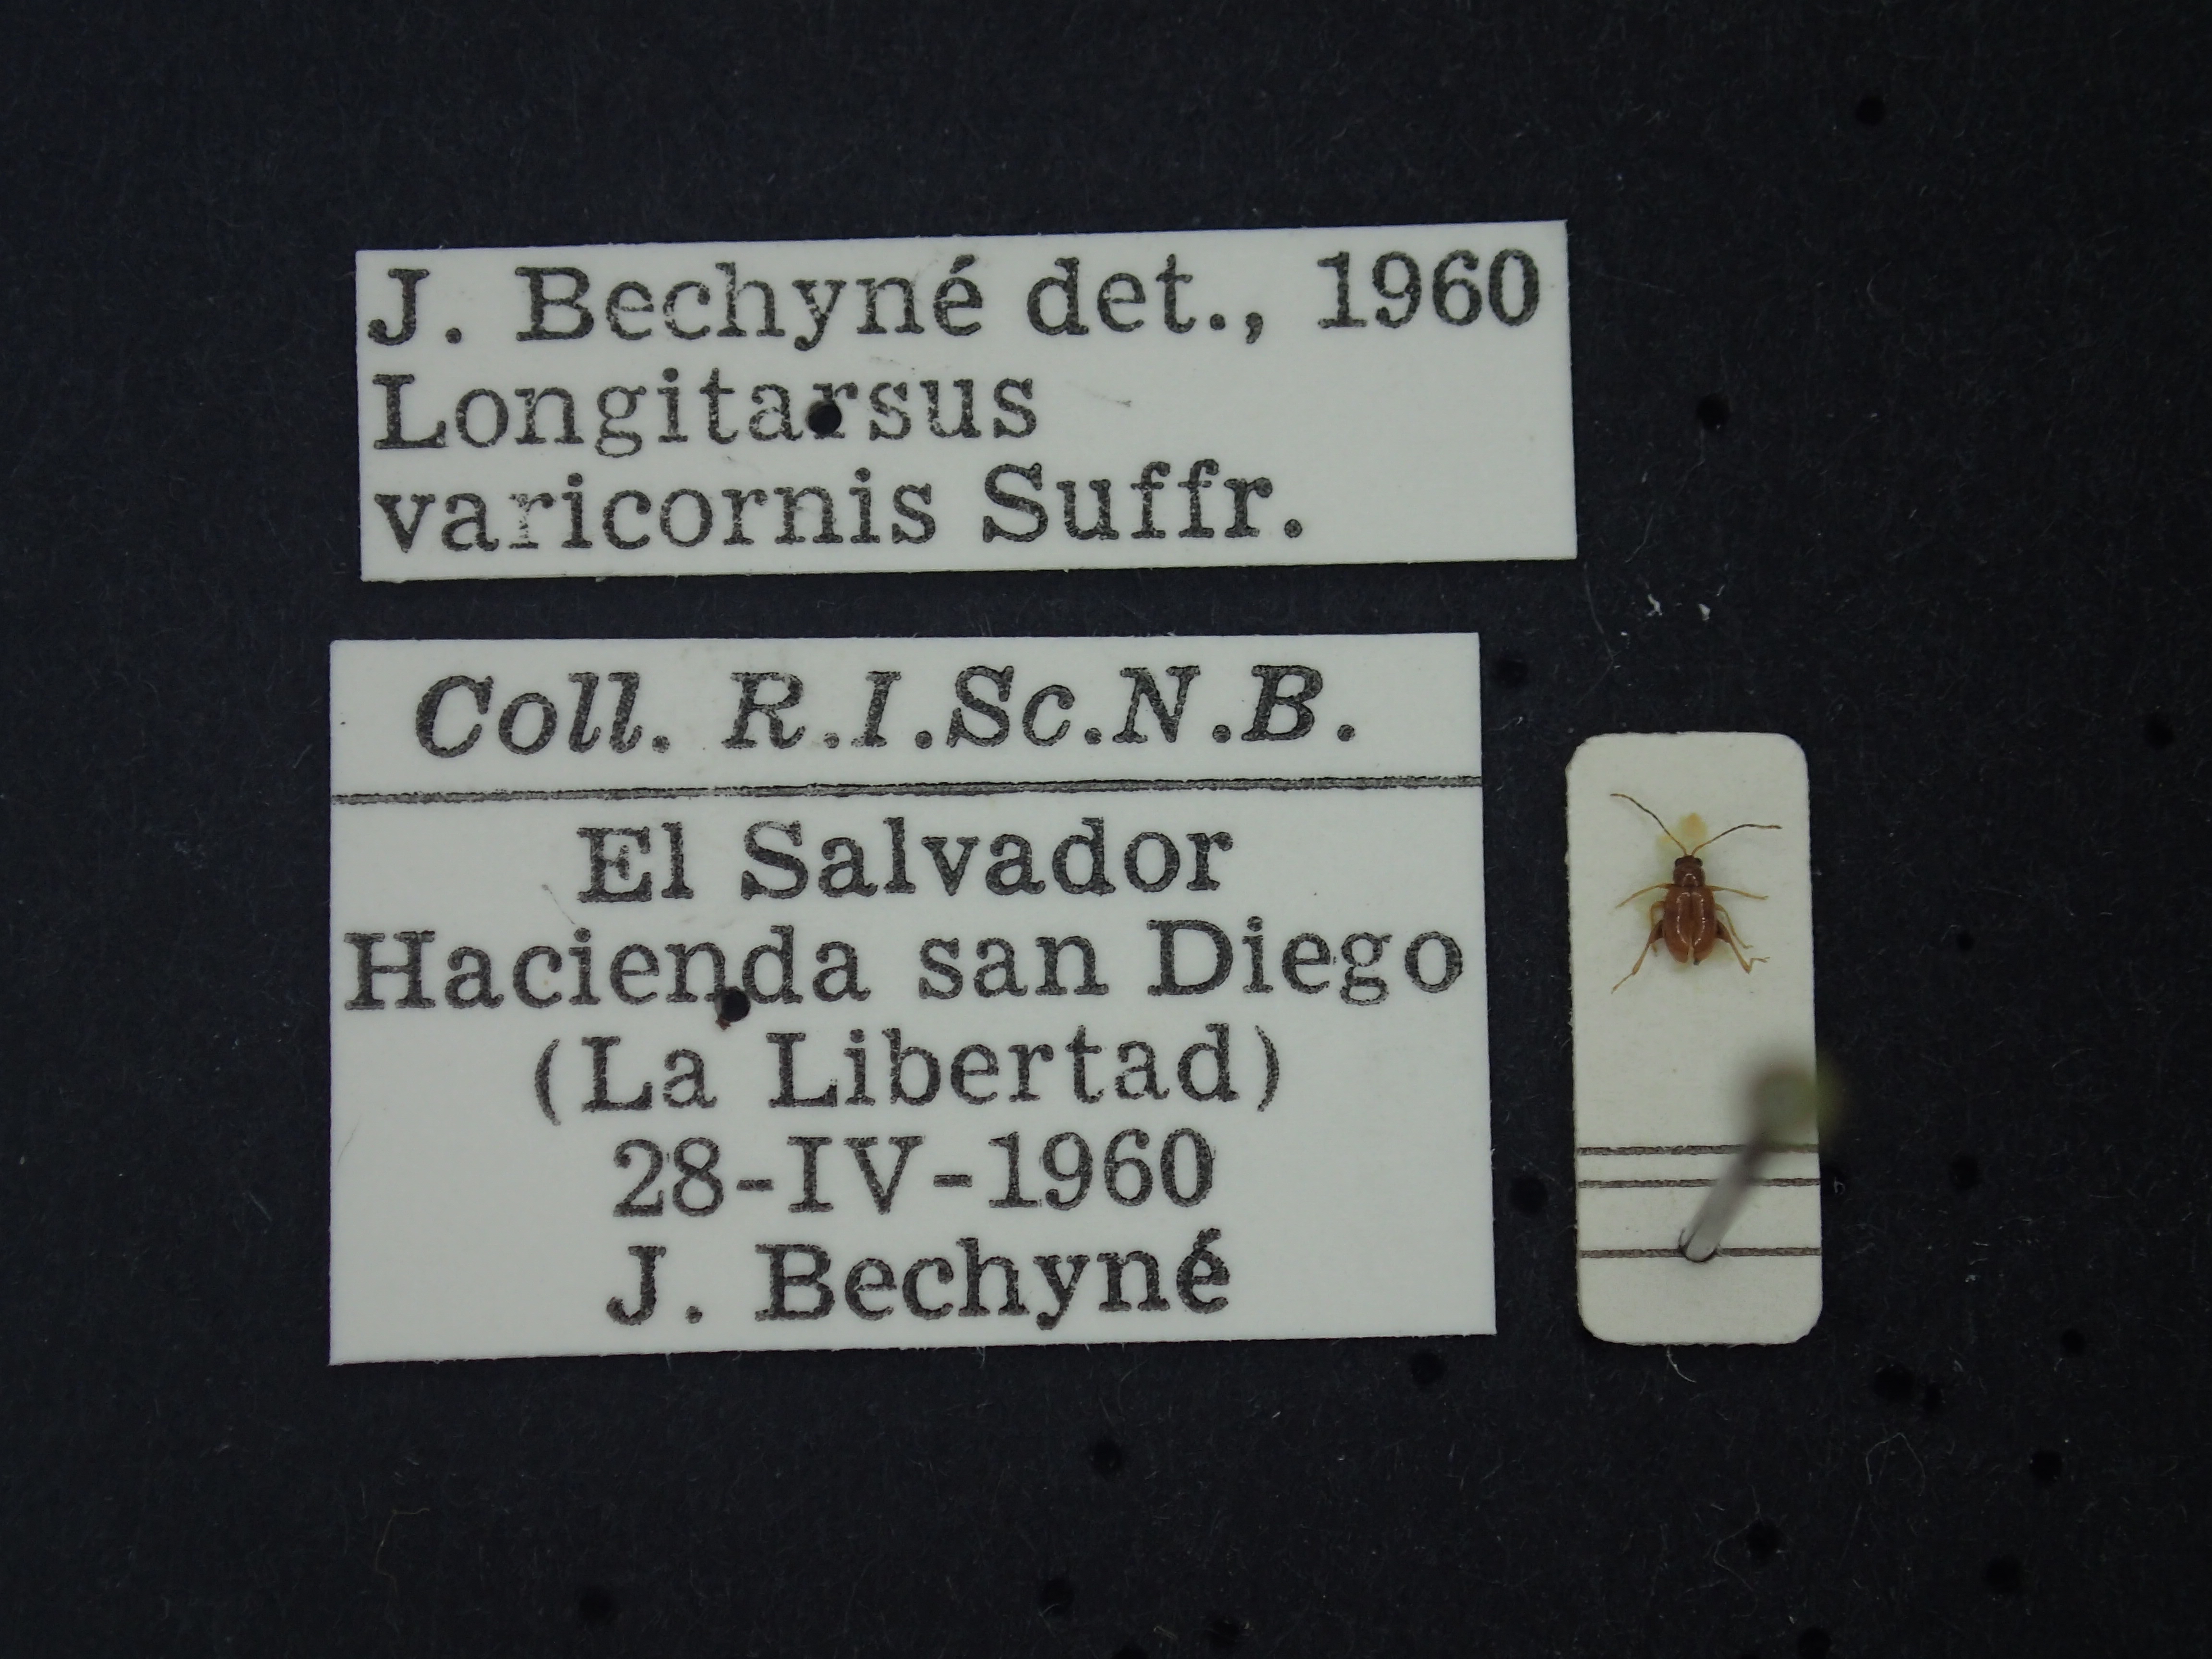 J. Bechyné det., 1960
Longitarsus
varicornis Suffr.
Coll. R.I.Sc.N.B.
El Salvador
Hacienda san Diego
(La Libertad)
28-IV-1960
J. Bechyné